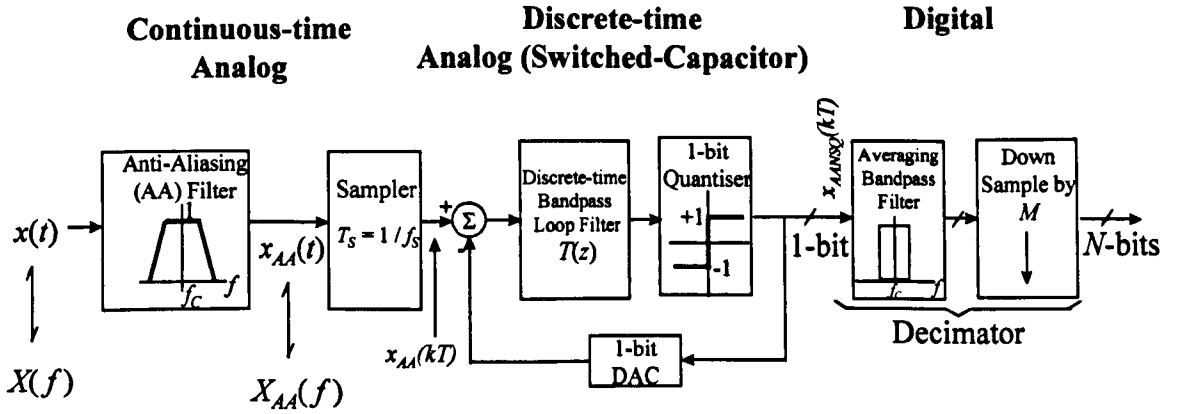 Continuous-time
Analog
Discrete-time
Analog (Switched-Capacitor)
Digital
x(t)
X(f)
Anti-Aliasing
(AA) Filter
1
f_C
f
x_AA(t)
X_AA(f)
Sampler
T_S = 1 / f_S
x_AA(kT)
+
Σ
-
Discrete-time
Bandpass
Loop Filter
T(z)
1-bit
Quantiser
+1
-1
1-bit
DAC
x_AANSQ(kT)
1-bit
Averaging
Bandpass
Filter
f_C
f
Down
Sample by
M
N-bits
Decimator